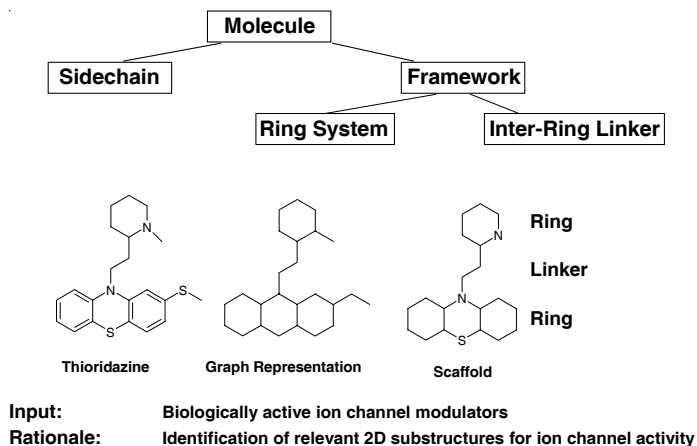 Molecule
Sidechain
Framework
Ring System
Inter-Ring Linker
N
N
S
S
Thioridazine
Graph Representation
N
N
S
Scaffold
Ring
Linker
Ring
Input: Biologically active ion channel modulators
Rationale: Identification of relevant 2D substructures for ion channel activity